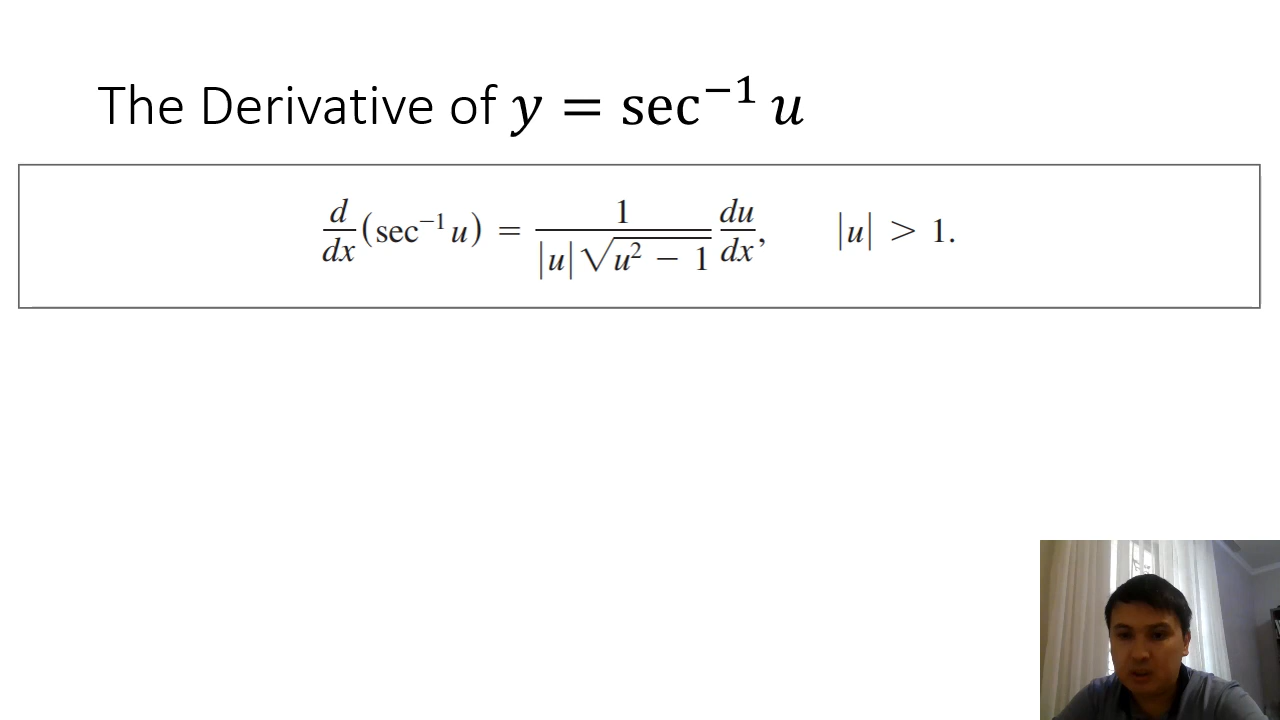 The Derivative of y = sec⁻¹ u
d/dx (sec⁻¹ u) = 1/(|u|√(u² − 1)) du/dx, |u| > 1.